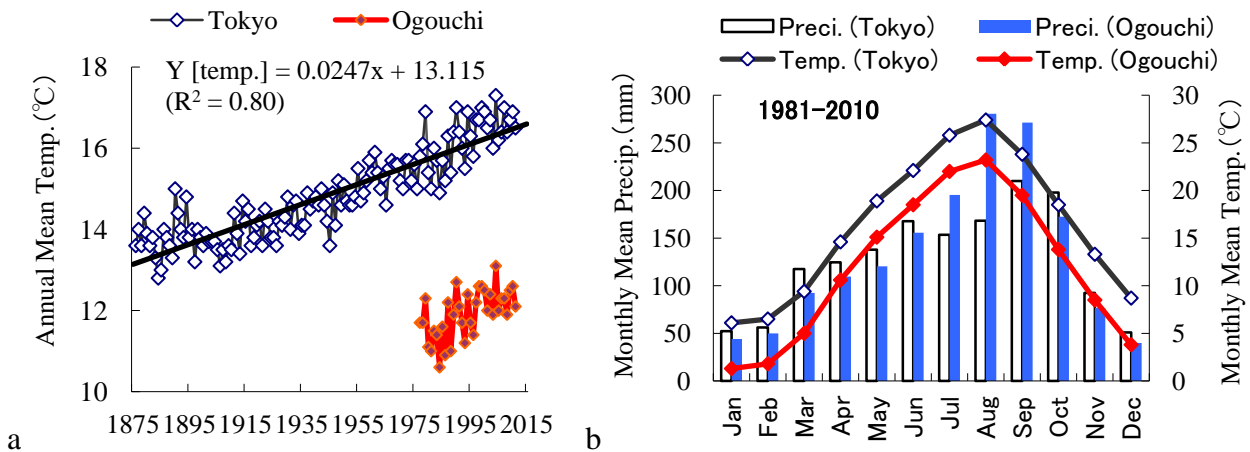 Tokyo Ogouchi
Y [temp.] = 0.0247x + 13.115
(R² = 0.80)
Annual Mean Temp.(℃)
18
16
14
12
10
1875 1895 1915 1935 1955 1975 1995 2015
a
Preci. (Tokyo) Preci. (Ogouchi)
Temp. (Tokyo) Temp. (Ogouchi)
1981-2010
Monthly Mean Precip.(mm)
300
250
200
150
100
50
0
Monthly Mean Temp.(℃)
30
25
20
15
10
5
0
Jan Feb Mar Apr May Jun Jul Aug Sep Oct Nov Dec
b